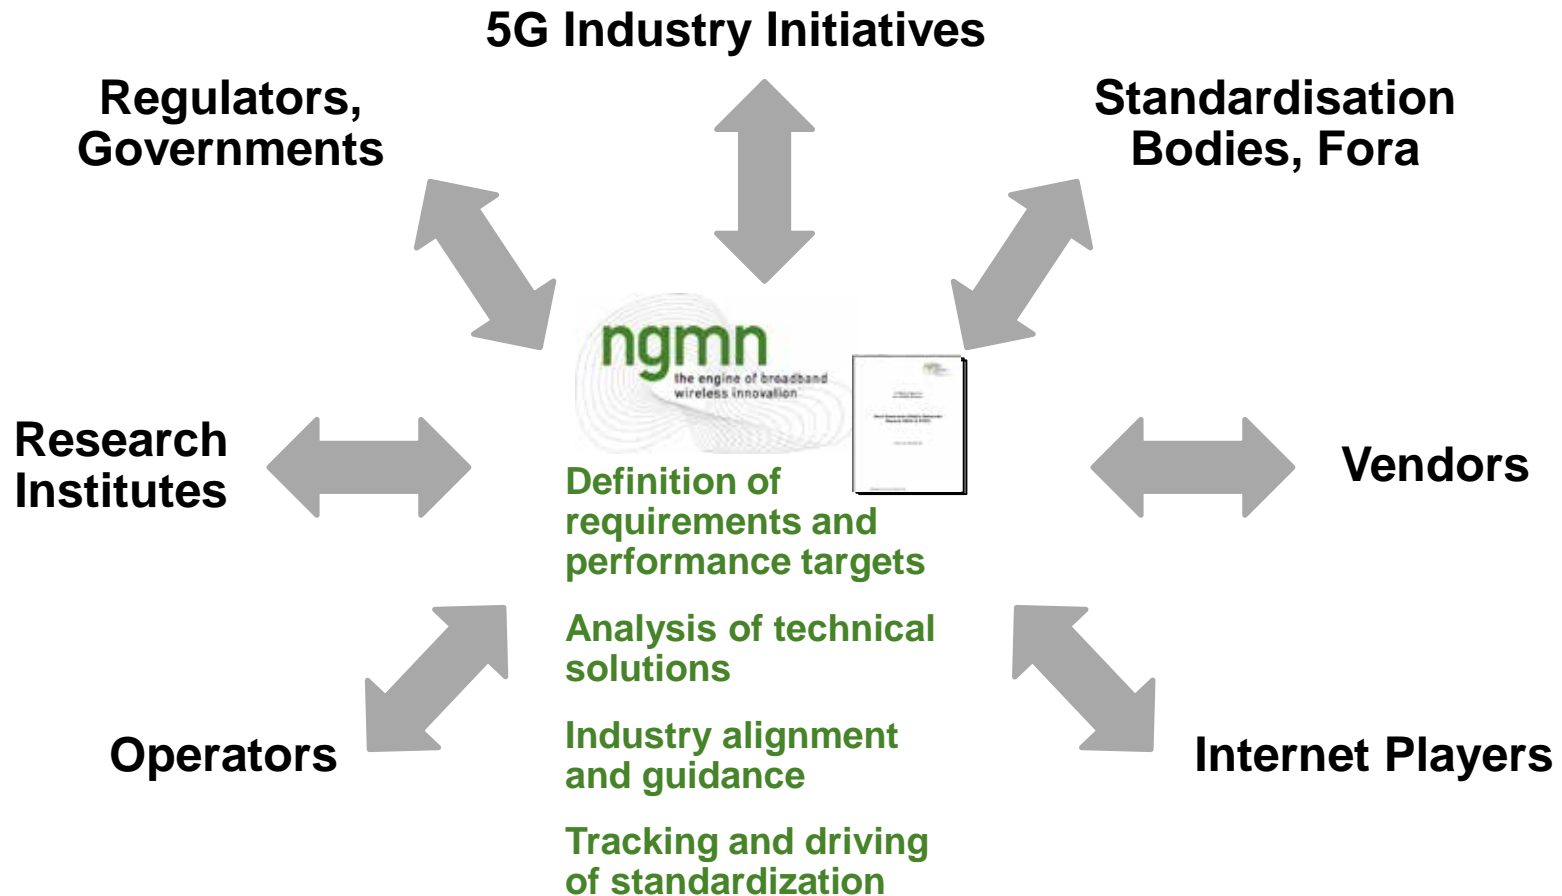 5G Industry Initiatives
Regulators,
Governments
Standardisation
Bodies, Fora
ngmn
the engine of broadband
wireless innovation
Research
Institutes
Vendors
Definition of
requirements and
performance targets
Analysis of technical
solutions
Operators
Industry alignment
and guidance
Internet Players
Tracking and driving
of standardization